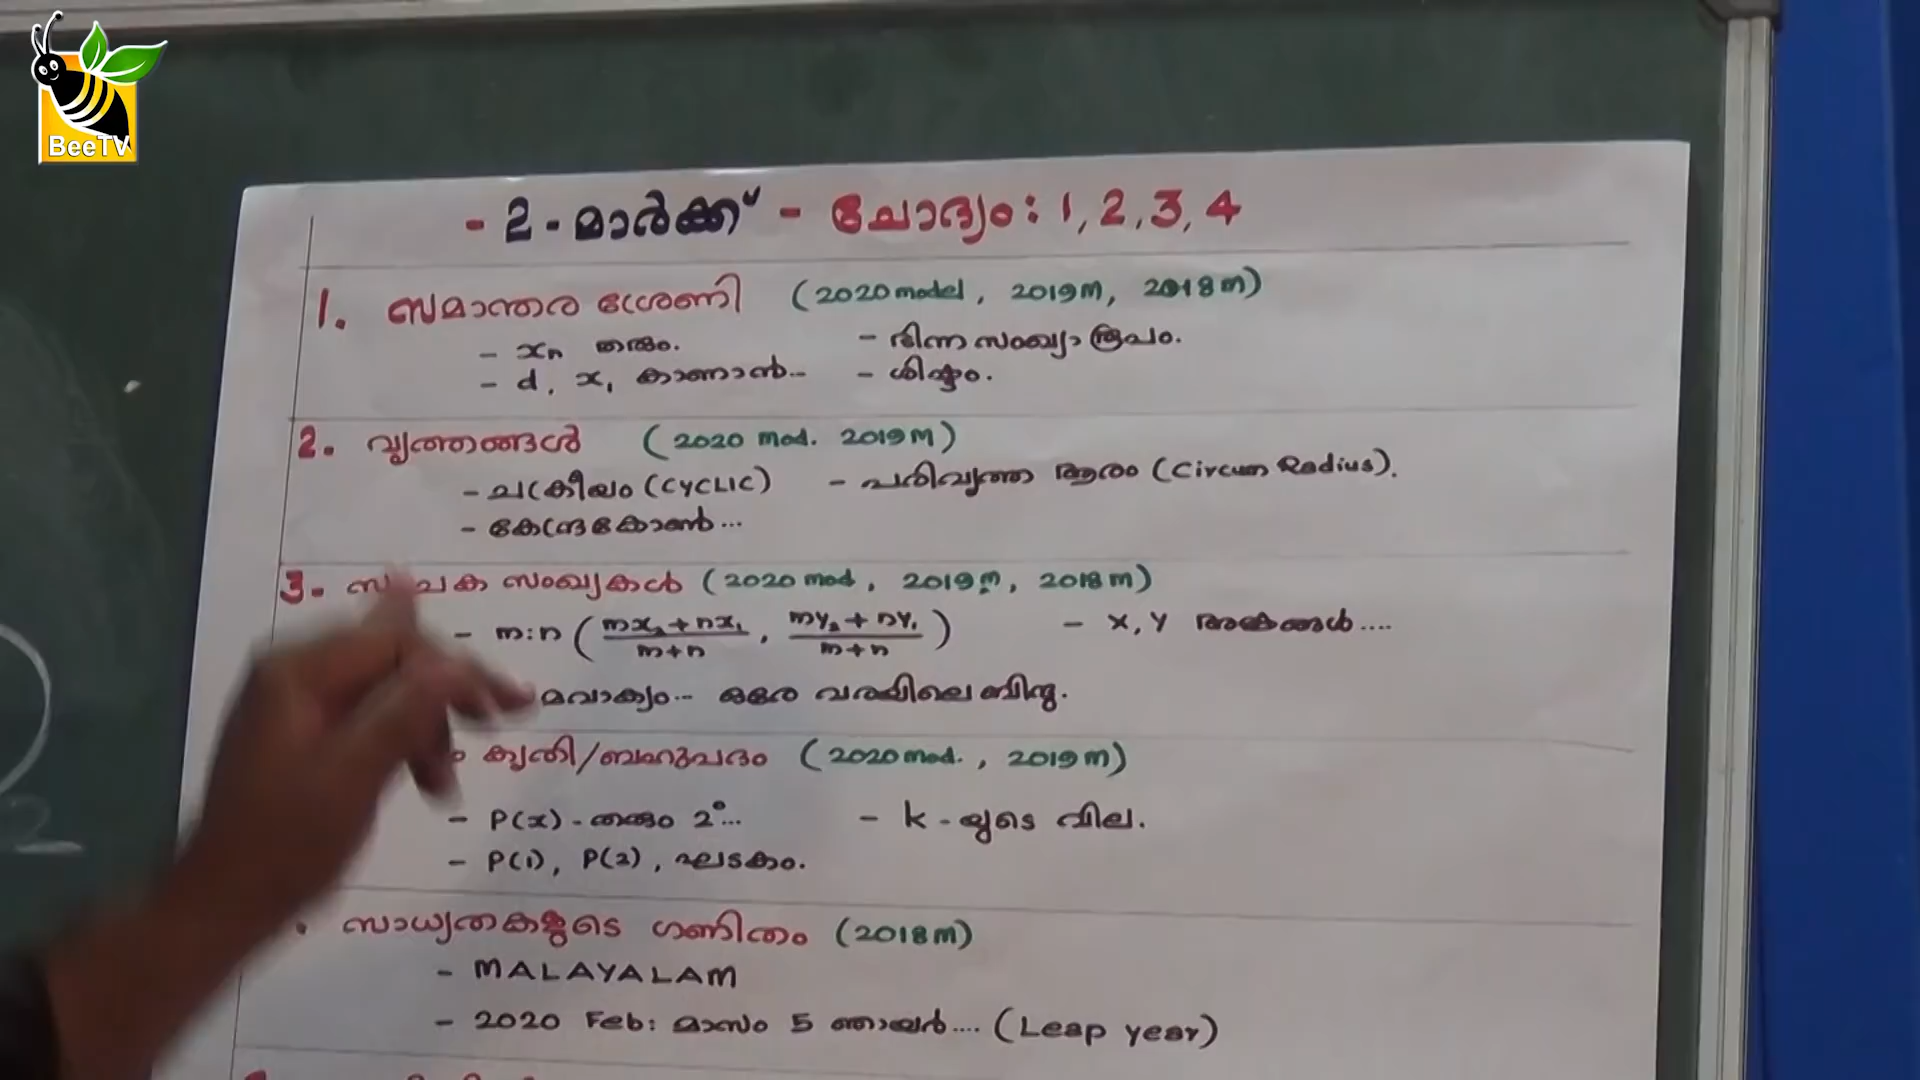 BeeTV
- 2 - മാർക്ക് - ചോദ്യം : 1, 2, 3, 4
1. സമാന്തര ശ്രേണി (2020 model, 2019 m, 2018 m)
- xₙ തരും. - ഭിന്ന സംഖ്യാ രൂപം.
- d, x₁ കാണാൻ.. - ശിഷ്ടം.
2. വൃത്തങ്ങൾ (2020 mod. 2019 m)
- ചക്രീയം (CYCLIC) - പരിവൃത്ത ആരം (Circum Radius).
- കേന്ദ്രകോൺ...
3. സൂചക സംഖ്യകൾ (2020 mod, 2019 m, 2018 m)
- m:n ( mx₂ + nx₁ / m+n , my₂ + ny₁ / m+n ) - x, y അക്ഷങ്ങൾ....
മവാക്യം.. ഒരേ വരയിലെ ബിന്ദു.
കൃതി/ബഹുപദം (2020 mod., 2019 m)
- P(x) - തരും 2°... - k - യുടെ വില.
- P(1), P(2), ഘടകം.
സാധ്യതകളുടെ ഗണിതം (2018 m)
- MALAYALAM
- 2020 Feb: മാസം 5 ഞായർ.... (Leap year)